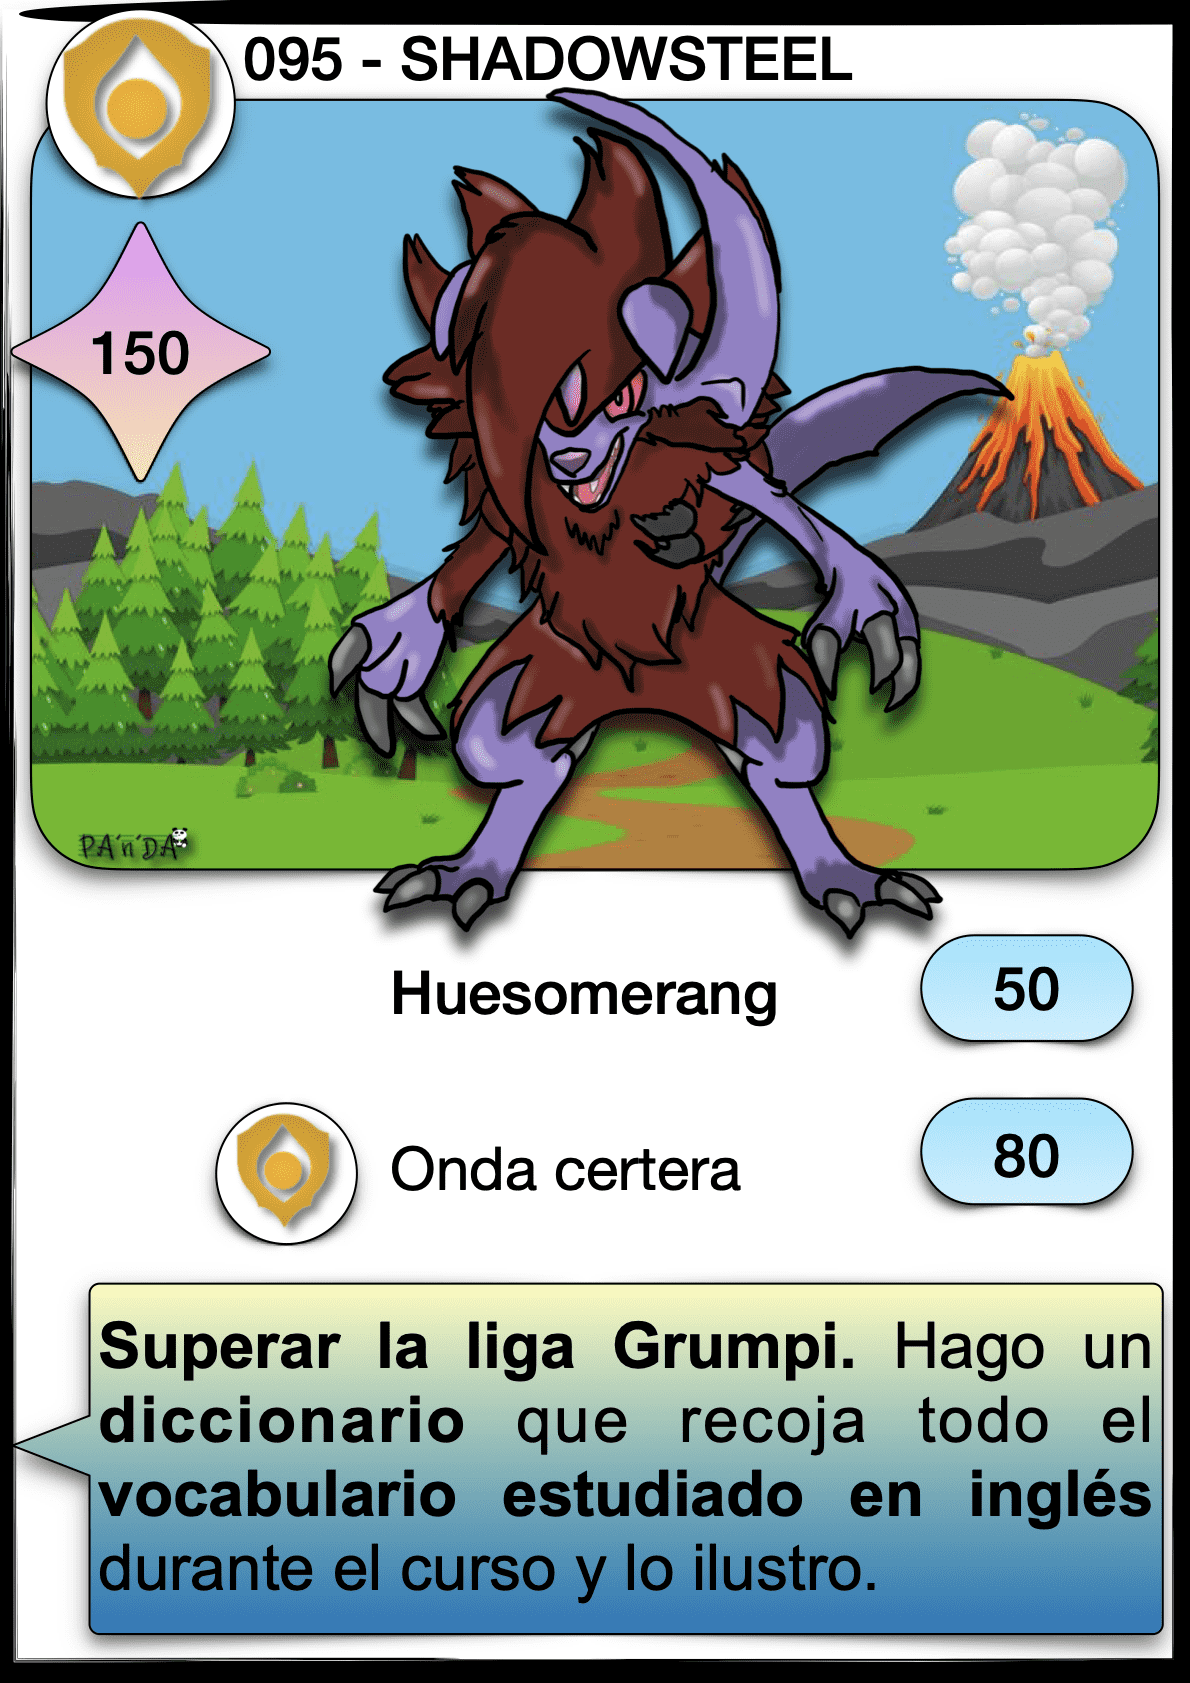 095 - SHADOWSTEEL
150
PA'n'DA
Huesomerang
50
Onda certera
80
Superar la liga Grumpi. Hago un
diccionario que recoja todo el
vocabulario estudiado en inglés
durante el curso y lo ilustro.